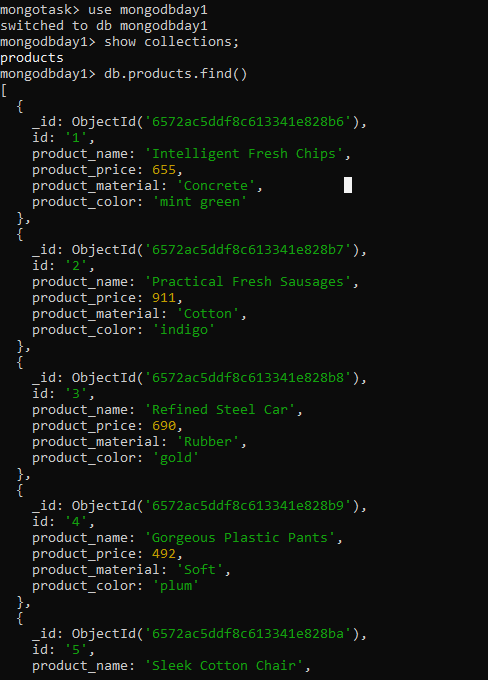 mongotask> use mongodbday1
switched to db mongodbday1
mongodbday1> show collections;
products
mongodbday1> db.products.find()
[
  {
    _id: ObjectId('6572ac5ddf8c613341e828b6'),
    id: '1',
    product_name: 'Intelligent Fresh Chips',
    product_price: 655,
    product_material: 'Concrete',
    product_color: 'mint green'
  },
  {
    _id: ObjectId('6572ac5ddf8c613341e828b7'),
    id: '2',
    product_name: 'Practical Fresh Sausages',
    product_price: 911,
    product_material: 'Cotton',
    product_color: 'indigo'
  },
  {
    _id: ObjectId('6572ac5ddf8c613341e828b8'),
    id: '3',
    product_name: 'Refined Steel Car',
    product_price: 690,
    product_material: 'Rubber',
    product_color: 'gold'
  },
  {
    _id: ObjectId('6572ac5ddf8c613341e828b9'),
    id: '4',
    product_name: 'Gorgeous Plastic Pants',
    product_price: 492,
    product_material: 'Soft',
    product_color: 'plum'
  },
  {
    _id: ObjectId('6572ac5ddf8c613341e828ba'),
    id: '5',
    product_name: 'Sleek Cotton Chair',